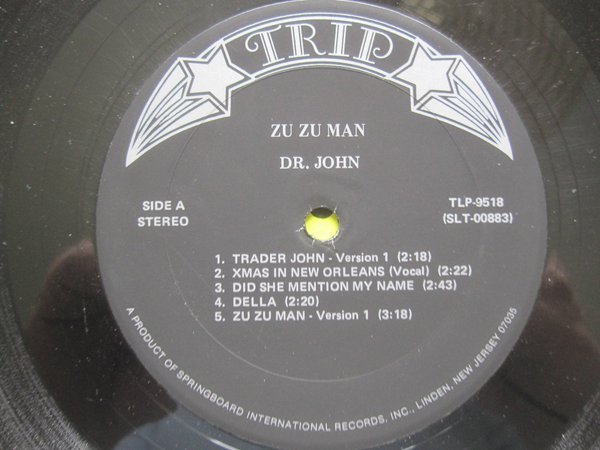 TRIP
ZU ZU MAN
DR. JOHN
SIDE A
STEREO
TLP-9518
(SLT-00883)
1. TRADER JOHN - Version 1 (2:18)
2. XMAS IN NEW ORLEANS (Vocal) (2:22)
3. DID SHE MENTION MY NAME (2:43)
4. DELLA (2:20)
5. ZU ZU MAN - Version 1 (3:18)
A PRODUCT OF SPRINGBOARD INTERNATIONAL RECORDS, INC., LINDEN, NEW JERSEY 07036